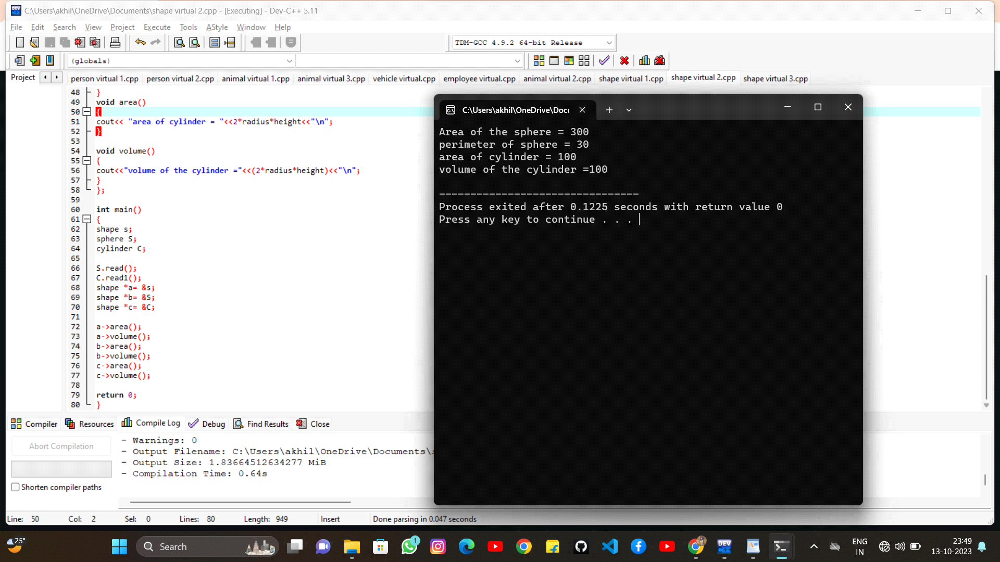 C:\Users\akhil\OneDrive\Documents\shape virtual 2.cpp - [Executing] - Dev-C++ 5.11
File Edit Search View Project Execute Tools AStyle Window Help
TDM-GCC 4.9.2 64-bit Release
(globals)
Project
person virtual 1.cpp person virtual 2.cpp animal virtual 1.cpp animal virtual 3.cpp vehicle virtual.cpp employee virtual.cpp animal virtual 2.cpp shape virtual 1.cpp shape virtual 2.cpp shape virtual 3.cpp
48 }
49 void area()
50 {
51 cout<< "area of cylinder = "<<2*radius*height<<"\n";
52 }
53
54 void volume()
55 {
56 cout<<"volume of the cylinder ="<<(2*radius*height)<<"\n";
57 }
58 };
59
60 int main()
61 {
62 shape s;
63 sphere S;
64 cylinder C;
65
66 S.read();
67 C.read1();
68 shape *a= &s;
69 shape *b= &S;
70 shape *c= &C;
71
72 a->area();
73 a->volume();
74 b->area();
75 b->volume();
76 c->area();
77 c->volume();
78
79 return 0;
80 }
C:\Users\akhil\OneDrive\Docu
Area of the sphere = 300
perimeter of sphere = 30
area of cylinder = 100
volume of the cylinder =100
--------------------------------
Process exited after 0.1225 seconds with return value 0
Press any key to continue . . .
Compiler Resources Compile Log Debug Find Results Close
Abort Compilation
Shorten compiler paths
- Warnings: 0
- Output Filename: C:\Users\akhil\OneDrive\Documents\s
- Output Size: 1.83664512634277 MiB
- Compilation Time: 0.64s
Line: 50 Col: 2 Sel: 0 Lines: 80 Length: 949 Insert Done parsing in 0.047 seconds
25°
Search
1
DEV C++
ENG
IN
23:49
13-10-2023